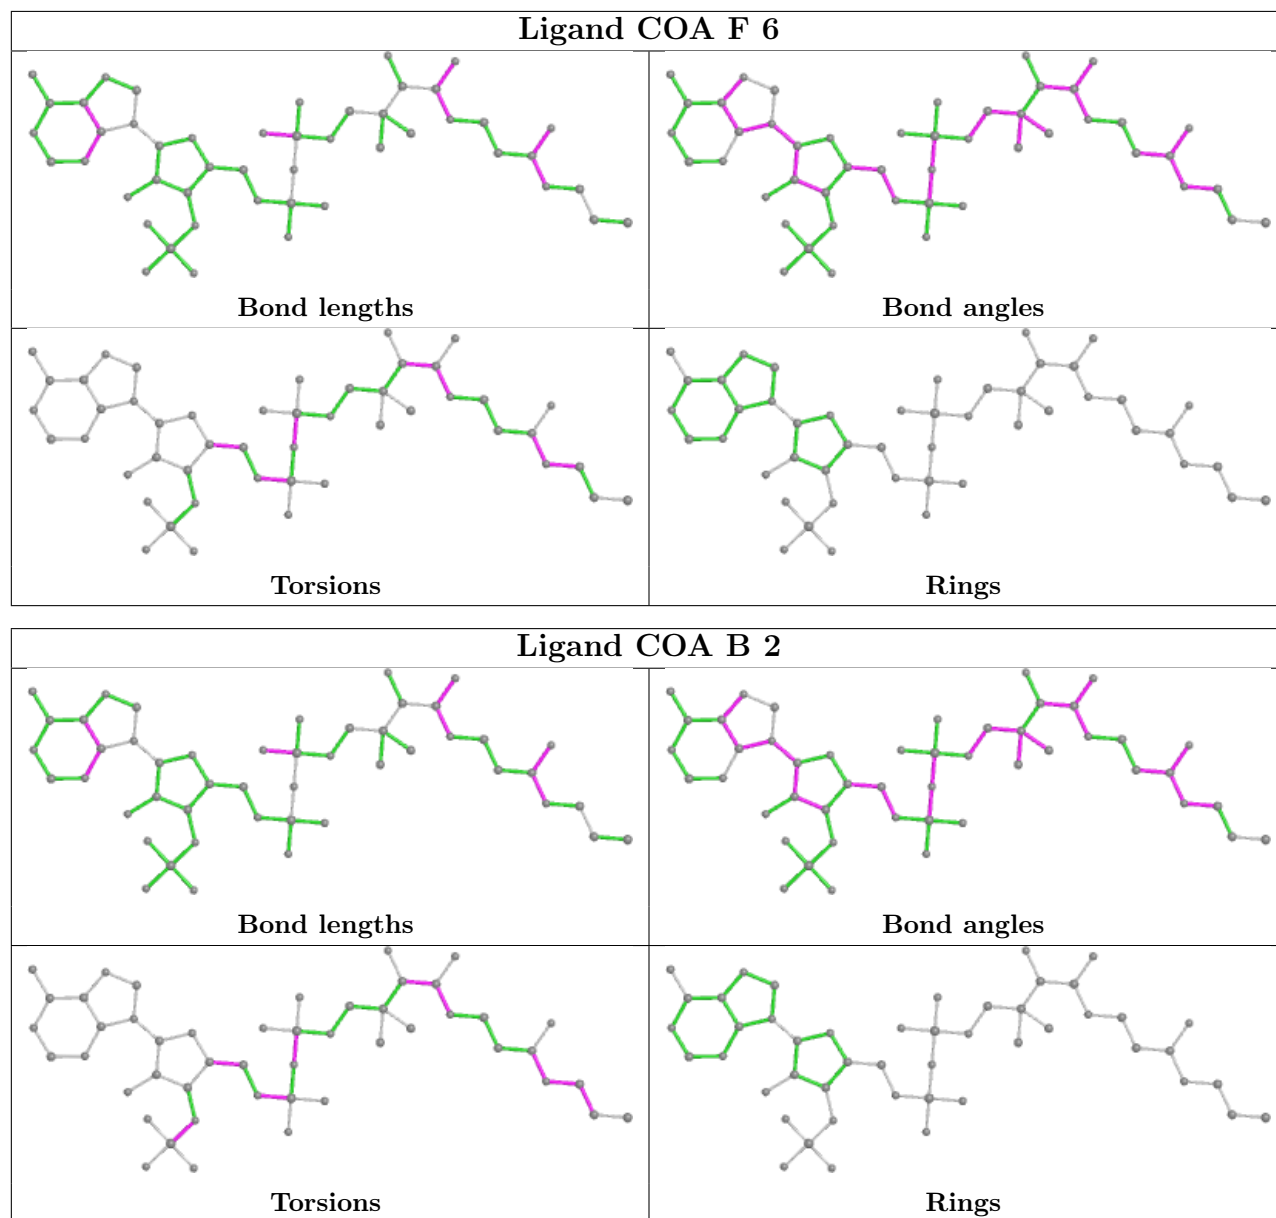 Ligand COA F 6
Bond lengths
Bond angles
Torsions
Rings
Ligand COA B 2
Bond lengths
Bond angles
Torsions
Rings